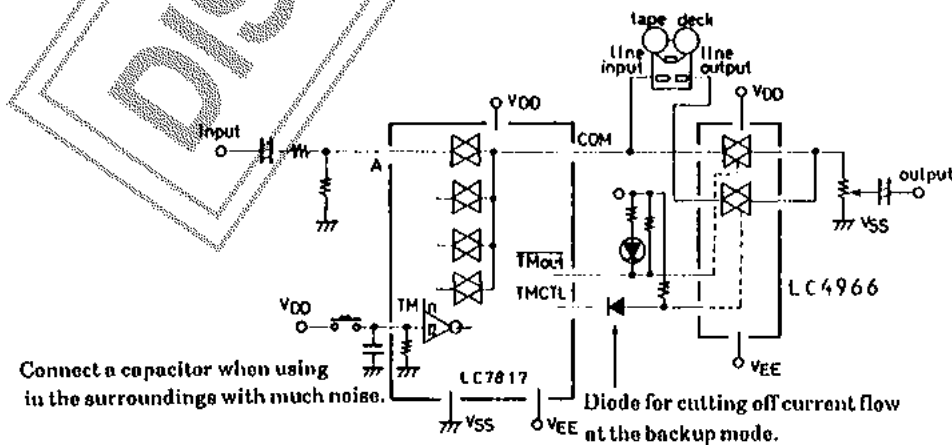 DIS
tape deck
line input
line output
VDD
VDD
Input
COM
A
output
VSS
TMout
TMCTL
LC4966
VDD
TM
VEE
Connect a capacitor when using
in the surroundings with much noise.
LC7817
VSS
VEE
Diode for cutting off current flow
at the backup mode.